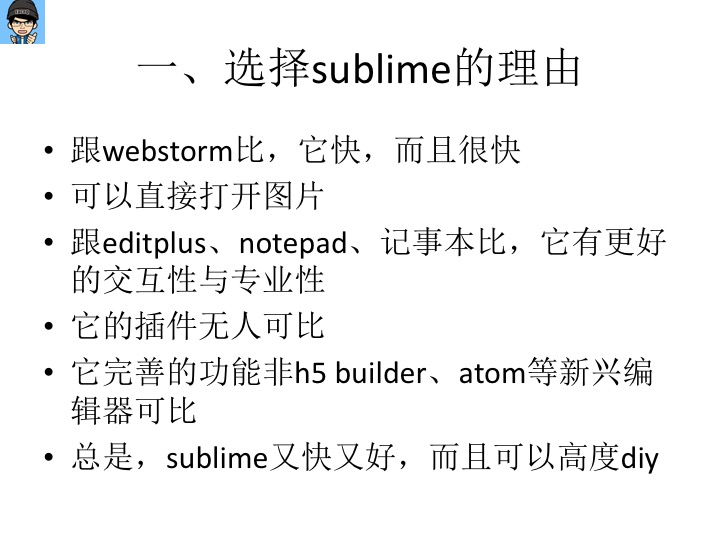 一、选择sublime的理由
• 跟webstorm比，它快，而且很快
• 可以直接打开图片
• 跟editplus、notepad、记事本比，它有更好
的交互性与专业性
• 它的插件无人可比
• 它完善的功能非h5 builder、atom等新兴编
辑器可比
• 总是，sublime又快又好，而且可以高度diy